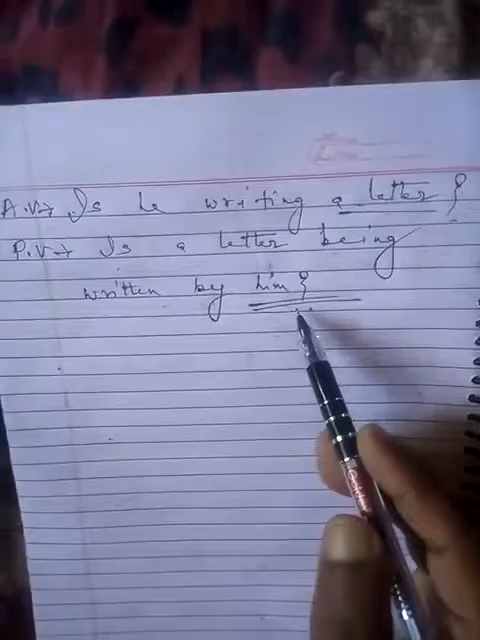 A.V→ Is he writing a letter ?
P.V→ Is a letter being
written by him ?